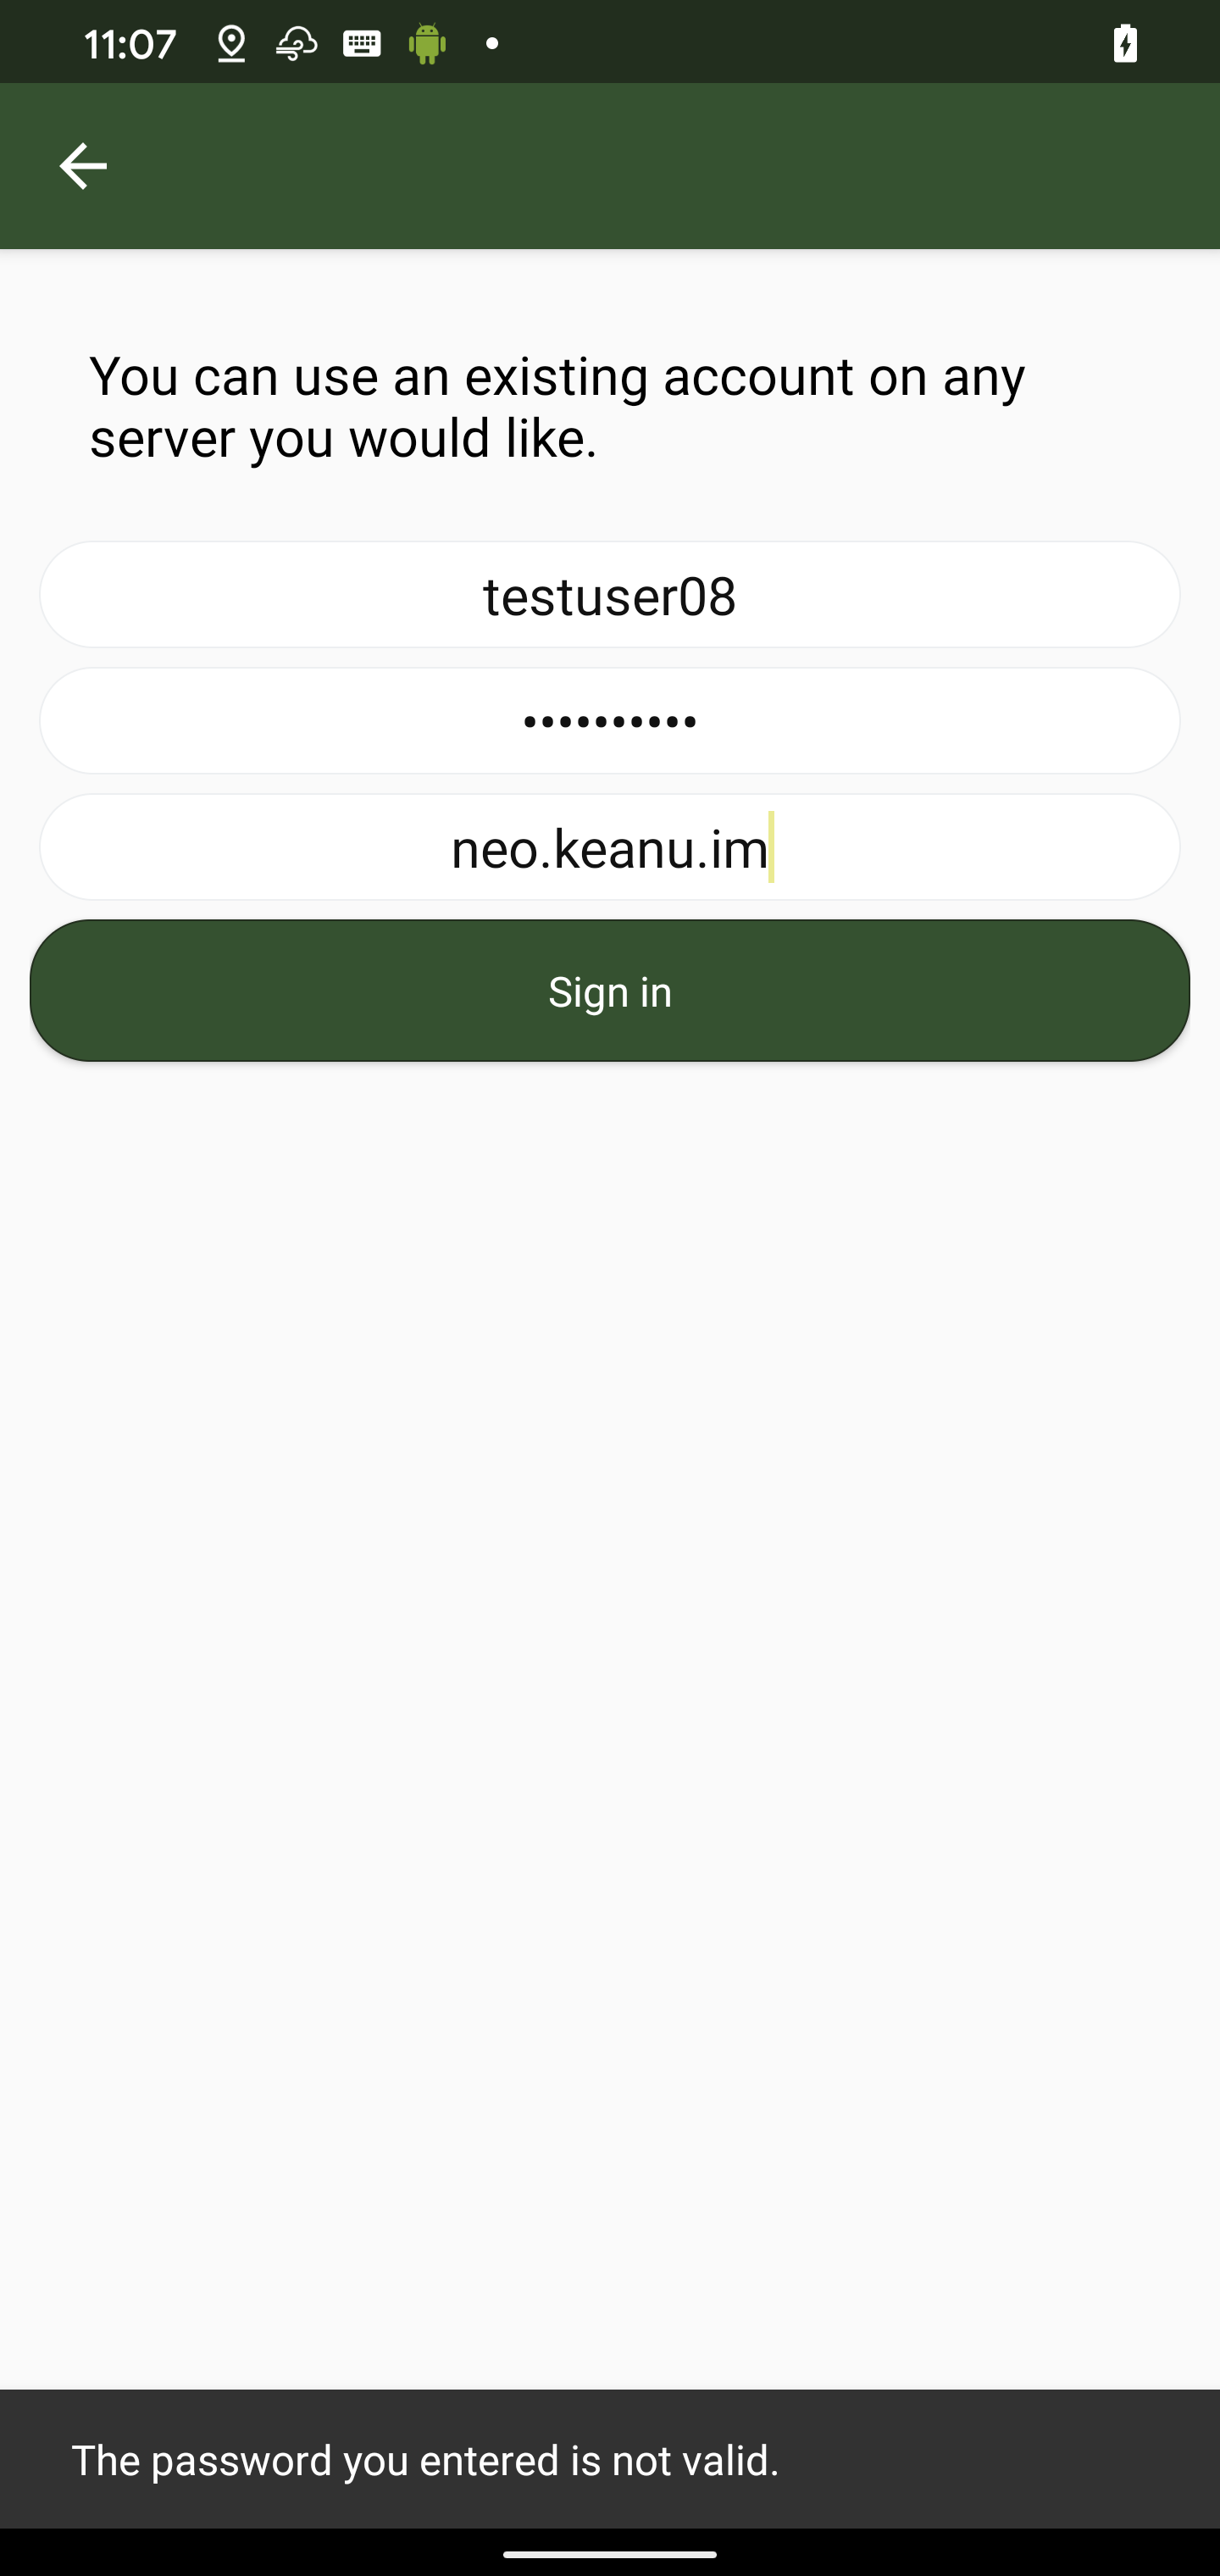 11:07
You can use an existing account on any
server you would like.
testuser08
••••••••••
neo.keanu.im
Sign in
The password you entered is not valid.